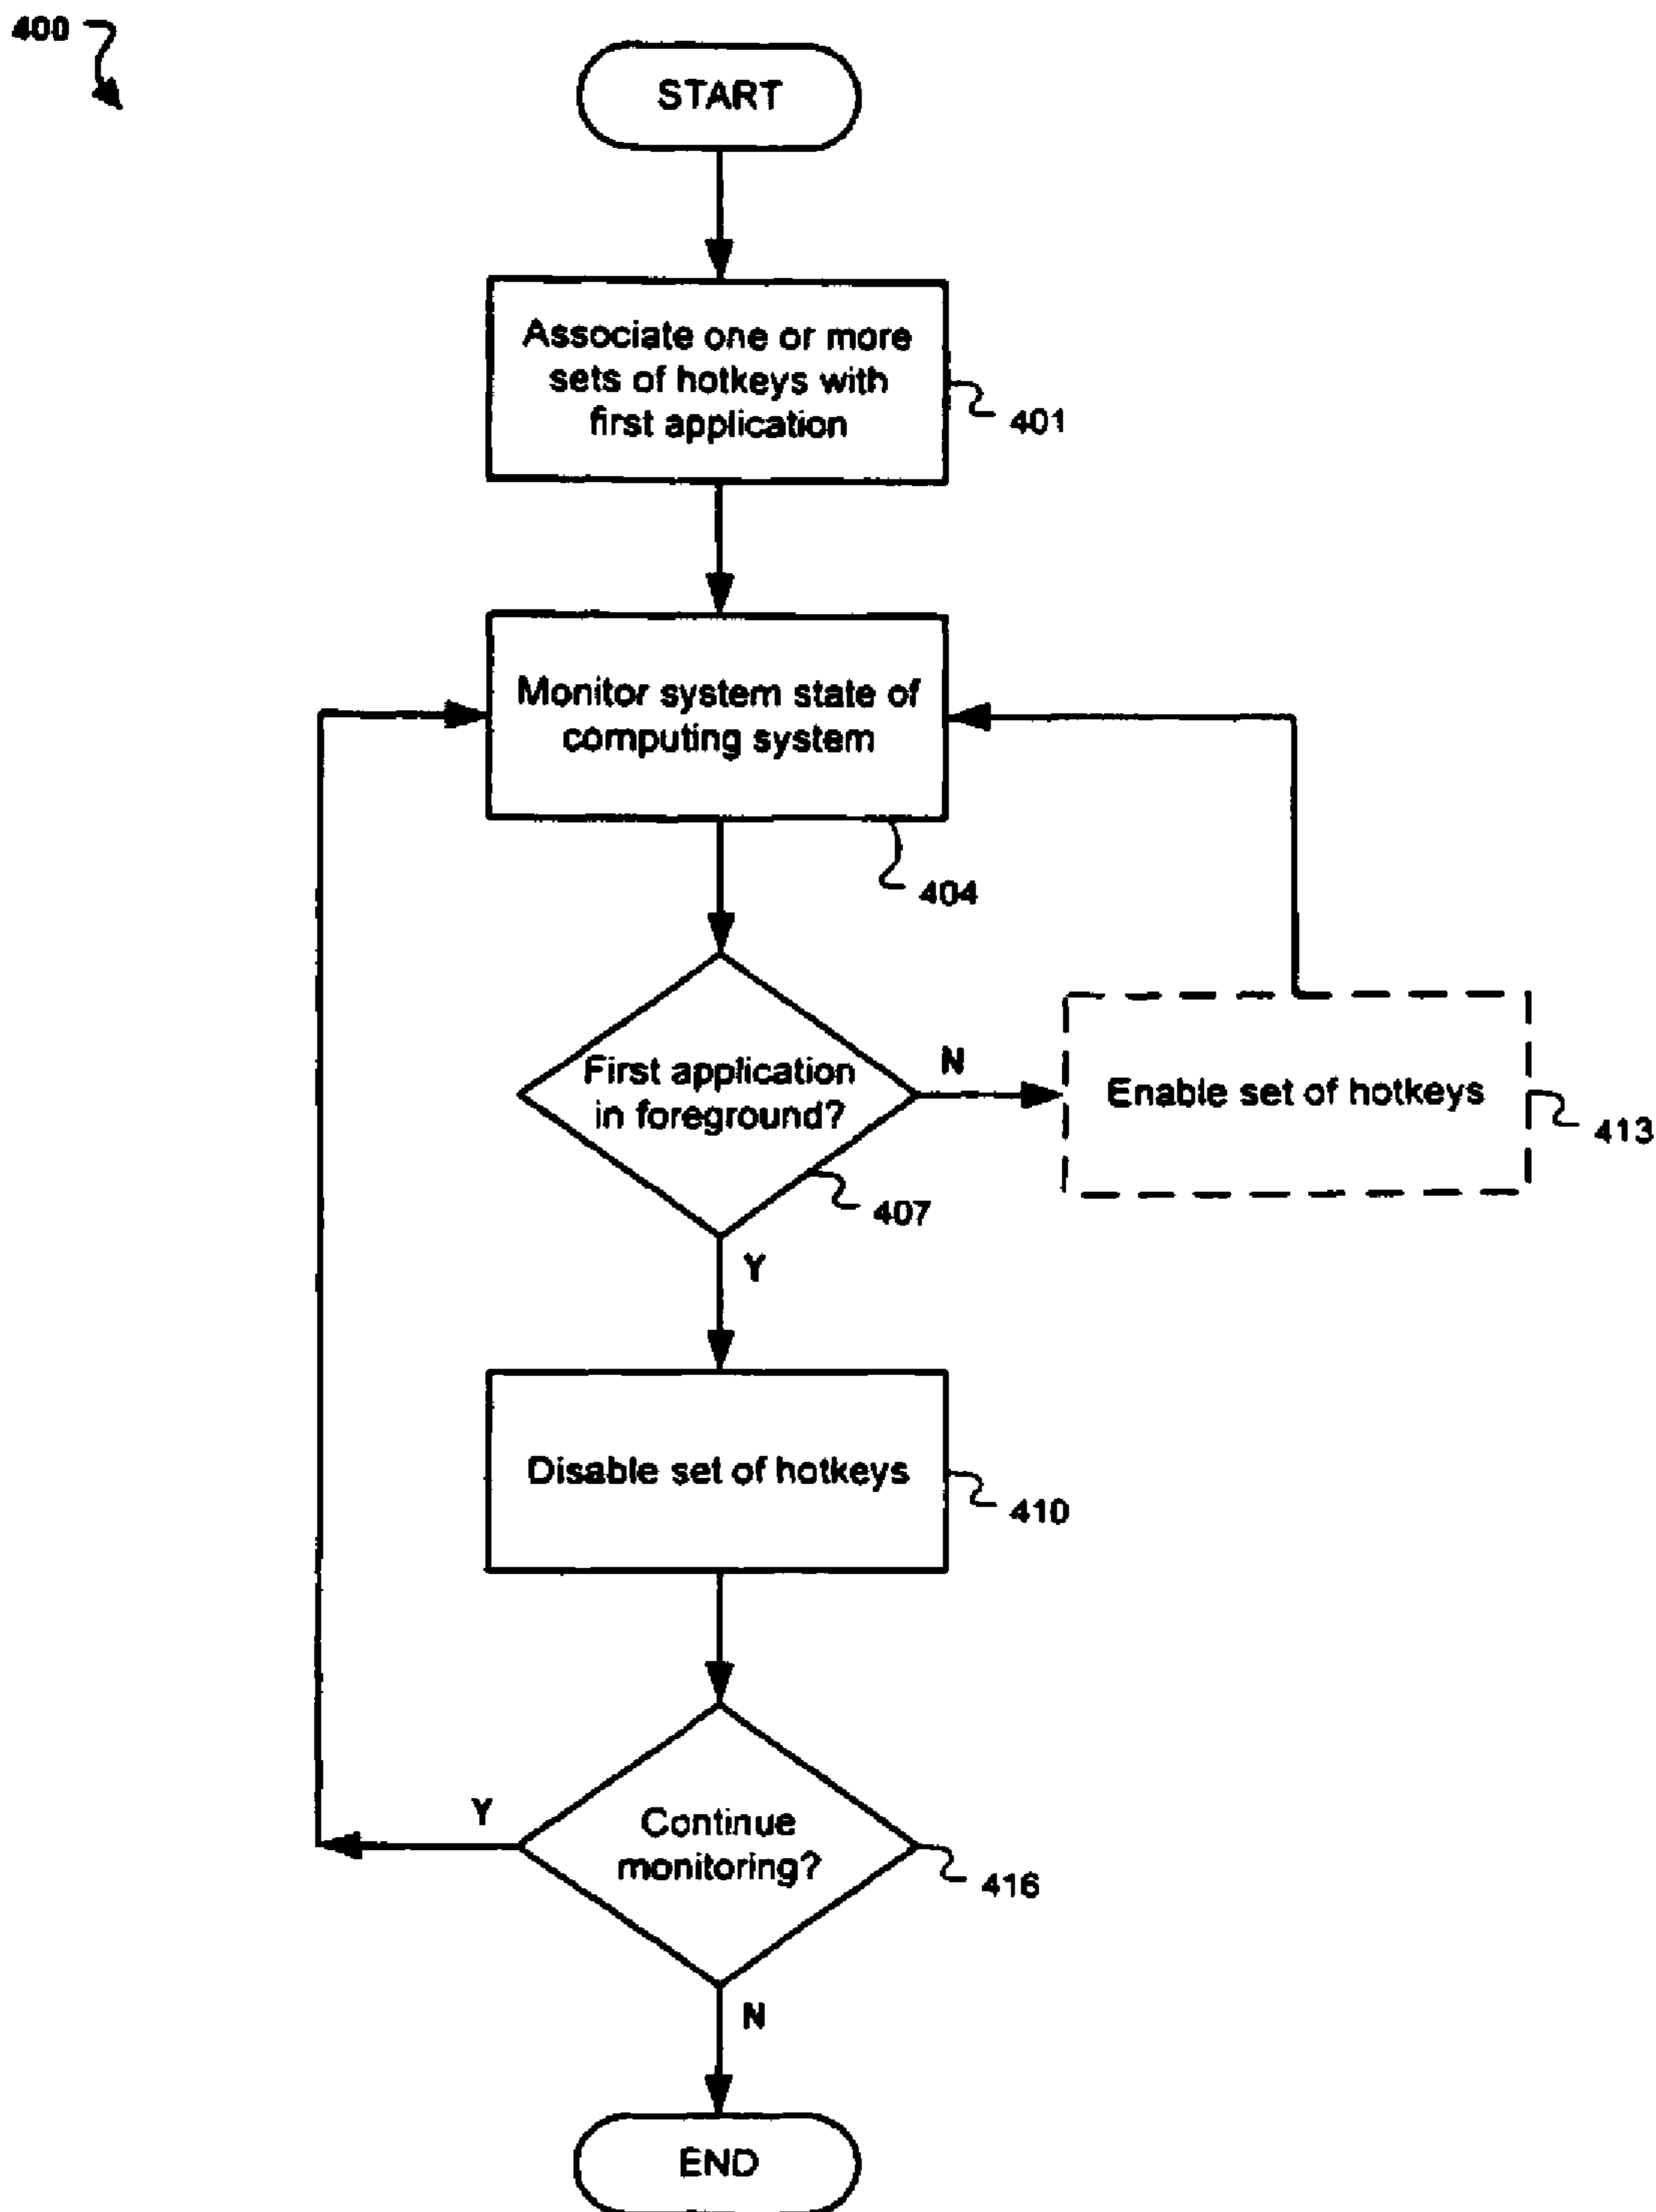 400
START
Associate one or more
sets of hotkeys with
first application
401
Monitor system state of
computing system
404
First application
in foreground?
407
N
Enable set of hotkeys
413
Y
Disable set of hotkeys
410
Continue
monitoring?
416
Y
N
END